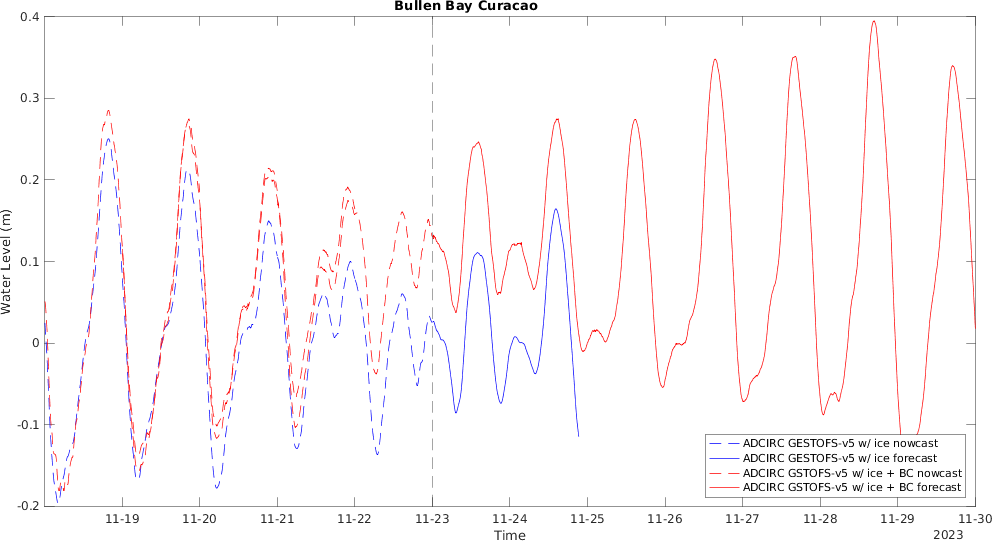 Bullen Bay Curacao
0.4
0.3
0.2
0.1
0
-0.1
-0.2
Water Level (m)
11-19
11-20
11-21
11-22
11-23
11-24
11-25
11-26
11-27
11-28
11-29
11-30
Time
2023
ADCIRC GESTOFS-v5 w/ ice nowcast
ADCIRC GESTOFS-v5 w/ ice forecast
ADCIRC GSTOFS-v5 w/ ice + BC nowcast
ADCIRC GSTOFS-v5 w/ ice + BC forecast